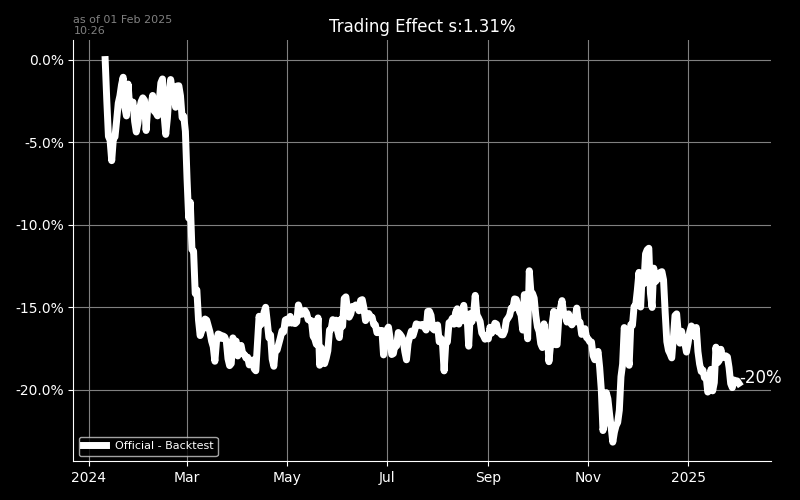 as of 01 Feb 2025
10:26
Trading Effect s:1.31%
0.0%
-5.0%
-10.0%
-15.0%
-20.0%
-20%
Official - Backtest
2024 Mar May Jul Sep Nov 2025